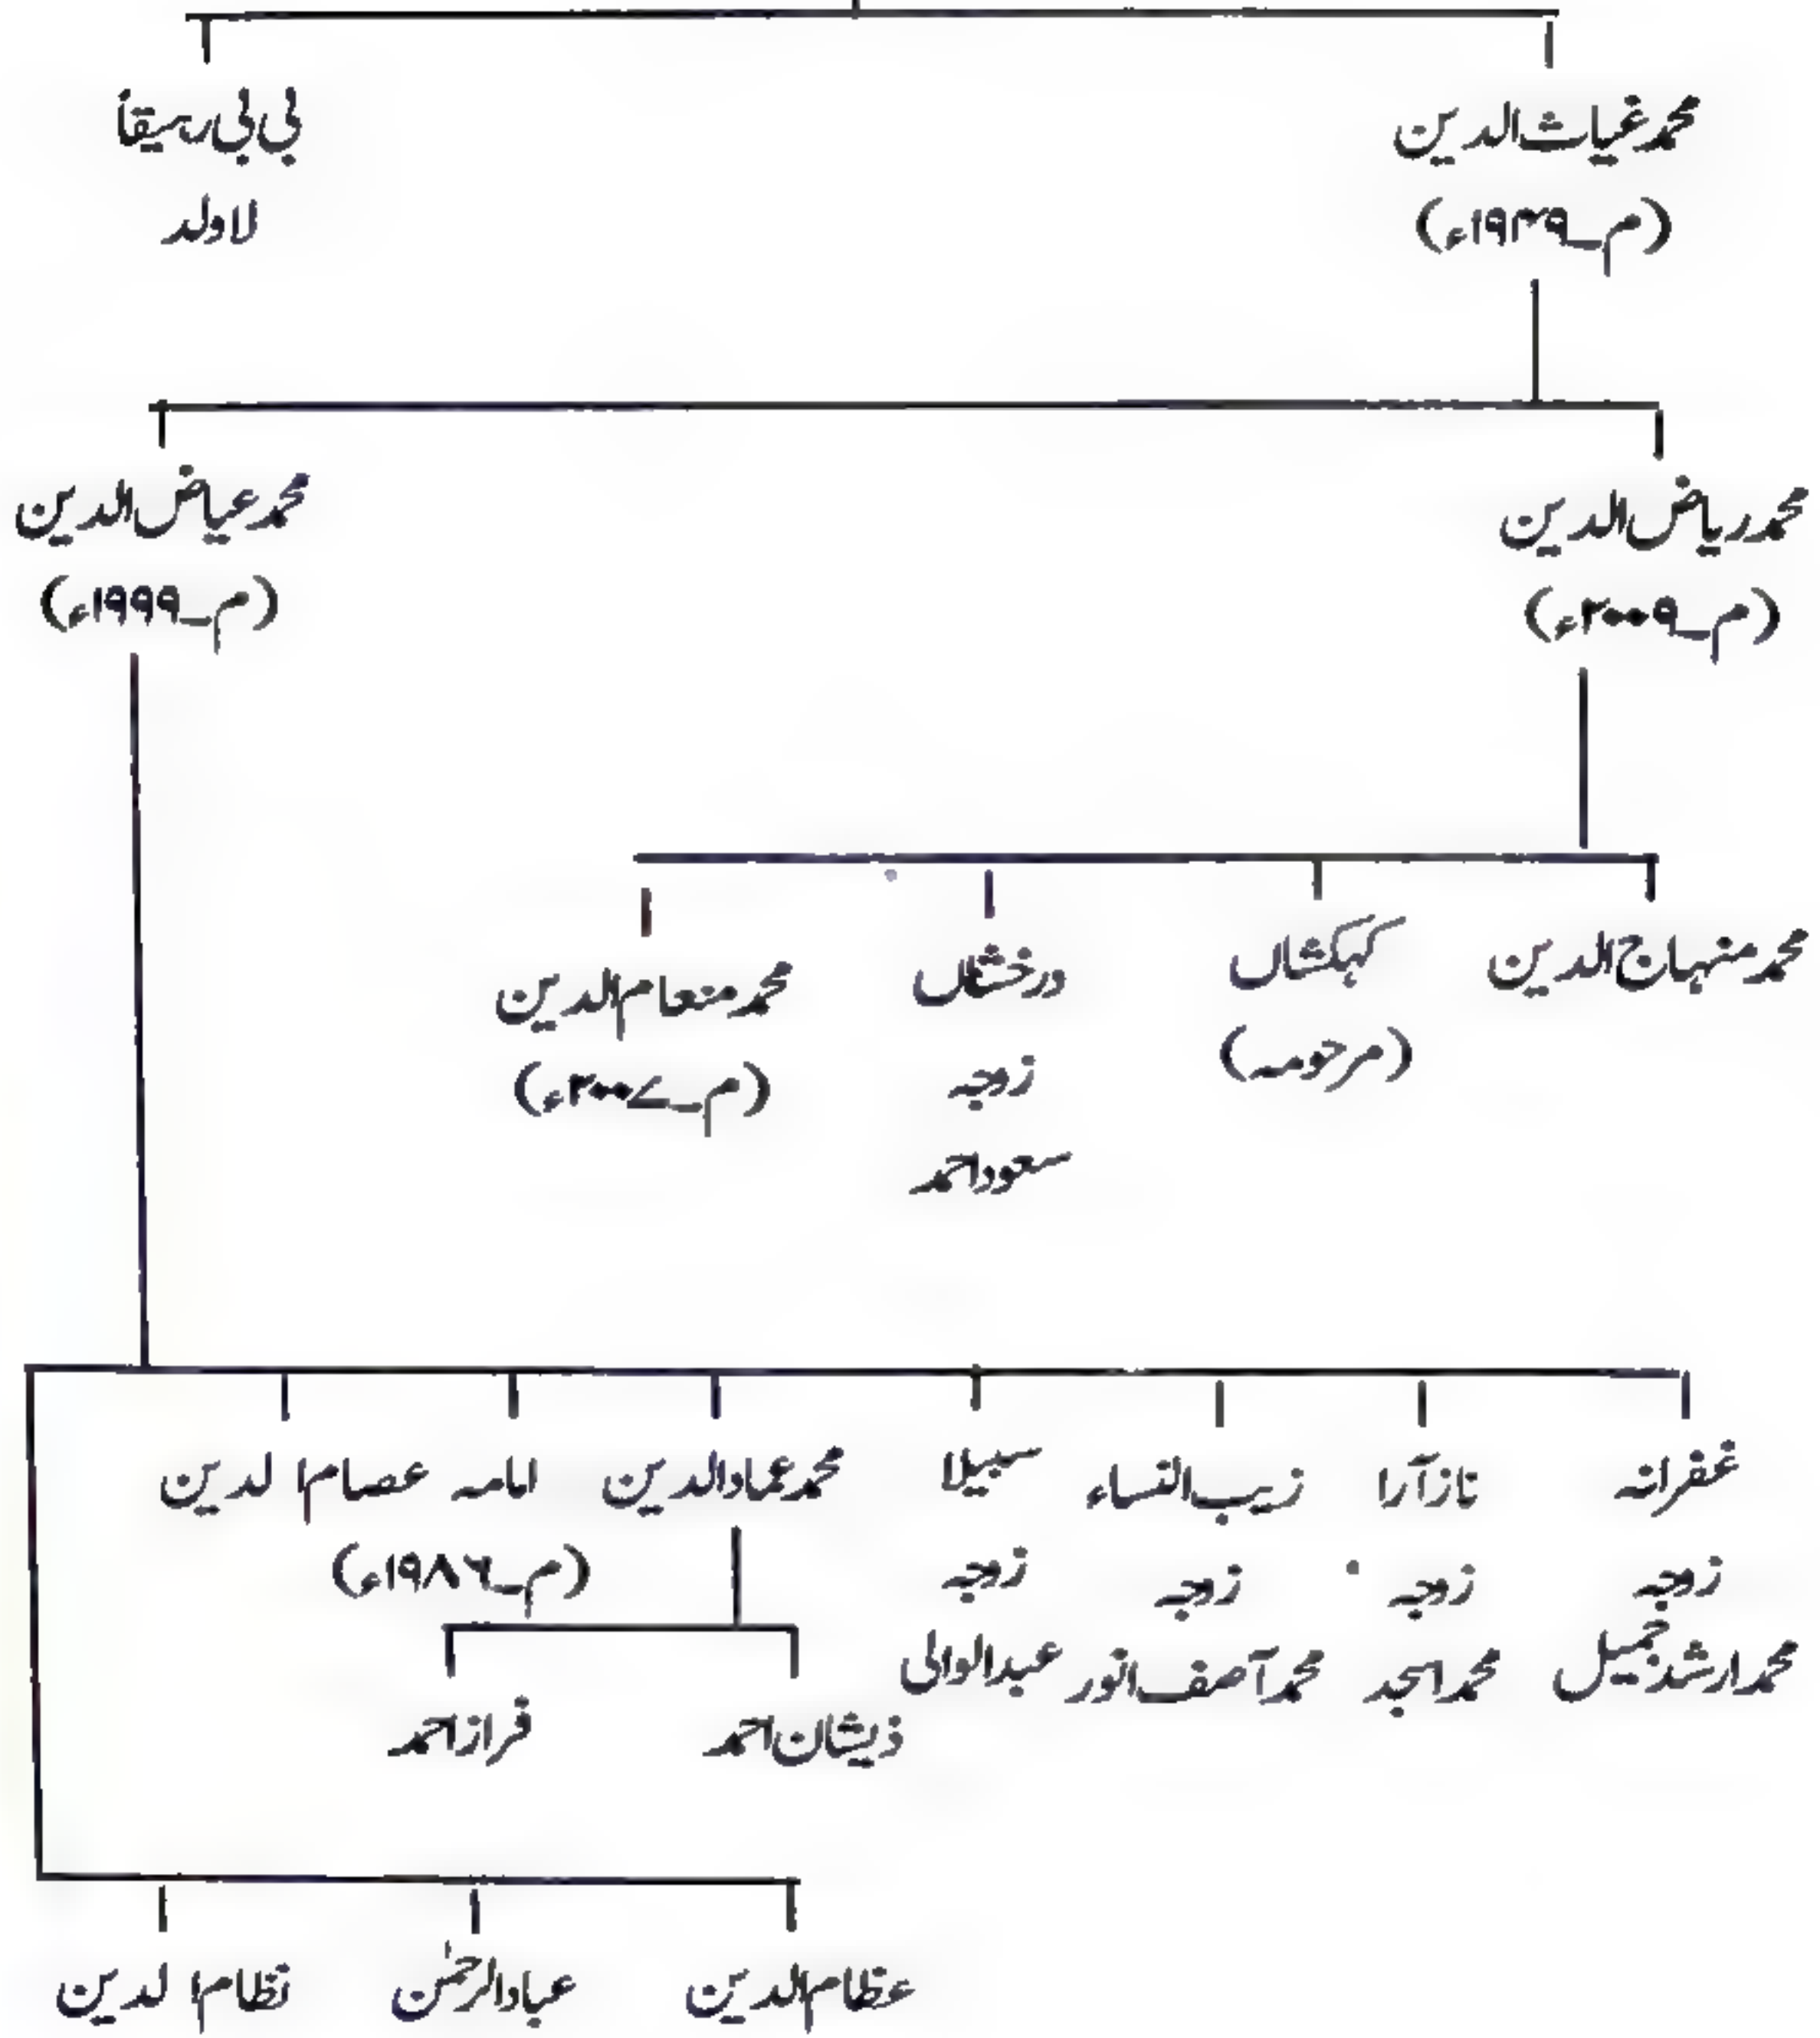 محمد غیاث الدین
(م۔۱۹۴۹ء)
بی بی
لاولد
محمد ریاض الدین
(م۔۲۰۰۹ء)
محمد عیاض الدین
(م۔۱۹۹۹ء)
محمد منہاج الدین
کہکشاں
(مرحومہ)
درخشاں
زوجہ
سعود احمد
محمد منعام الدین
(م۔۲۰۰۷ء)
غفرانہ
زوجہ
محمد ارشد جمیل
ناز آرا
زوجہ
محمد امجد
زیب النساء
زوجہ
محمد آصف انور
سبیلا
زوجہ
عبدالوالی
محمد عماد الدین
امامہ
(م۔۱۹۸۶ء)
عصام الدین
ذیشان احمد
فراز احمد
عظام الدین
عباد الرحمٰن
نظام الدین